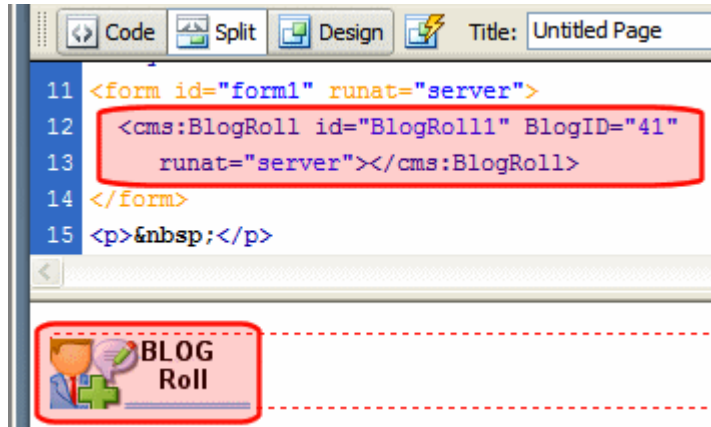 Code Split Design Title: Untitled Page
11 <form id="form1" runat="server">
12 <cms:BlogRoll id="BlogRoll1" BlogID="41"
13 runat="server"></cms:BlogRoll>
14 </form>
15 <p>&nbsp;</p>
BLOG
Roll